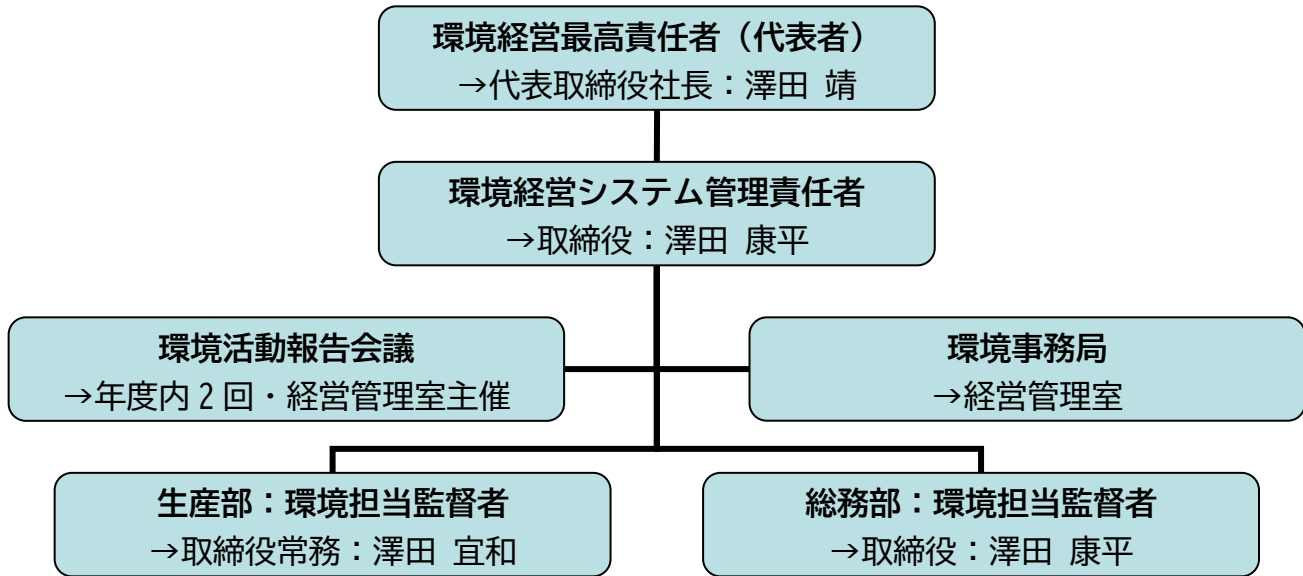 環境経営最高責任者（代表者）
→代表取締役社長：澤田 靖
環境経営システム管理責任者
→取締役：澤田 康平
環境活動報告会議
→年度内２回・経営管理室主催
環境事務局
→経営管理室
生産部：環境担当監督者
→取締役常務：澤田 宜和
総務部：環境担当監督者
→取締役：澤田 康平